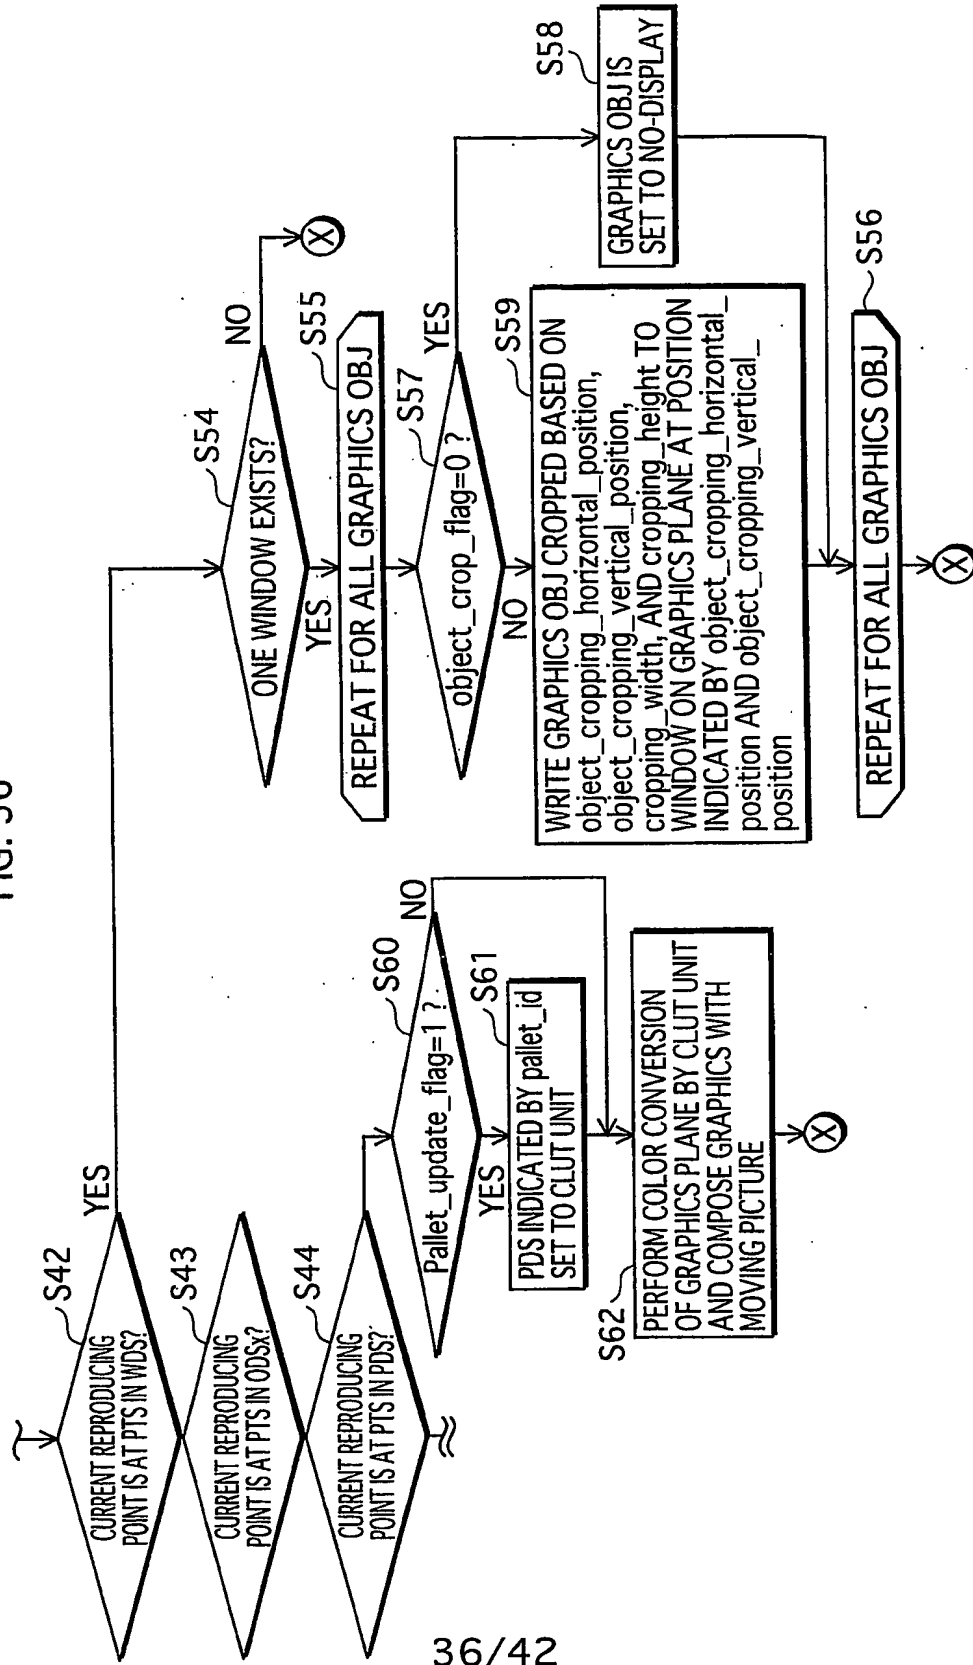 FIG. 36
CURRENT REPRODUCING
POINT IS AT PTS IN WDS?
S42
YES
CURRENT REPRODUCING
POINT IS AT PTS IN ODSx?
S43
CURRENT REPRODUCING
POINT IS AT PTS IN PDS?
S44
Pallet_update_flag=1 ?
S60
NO
YES
PDS INDICATED BY pallet_id
SET TO CLUT UNIT
S61
S62
PERFORM COLOR CONVERSION
OF GRAPHICS PLANE BY CLUT UNIT
AND COMPOSE GRAPHICS WITH
MOVING PICTURE
X
ONE WINDOW EXISTS?
S54
NO
X
YES
S55
REPEAT FOR ALL GRAPHICS OBJ
object_crop_flag=0 ?
S57
YES
NO
S58
GRAPHICS OBJ IS
SET TO NO-DISPLAY
S59
WRITE GRAPHICS OBJ CROPPED BASED ON
object_cropping_horizontal_position,
object_cropping_vertical_position,
cropping_width, AND cropping_height TO
WINDOW ON GRAPHICS PLANE AT POSITION
INDICATED BY object_cropping_horizontal_
position AND object_cropping_vertical_
position
REPEAT FOR ALL GRAPHICS OBJ
S56
X
36/42